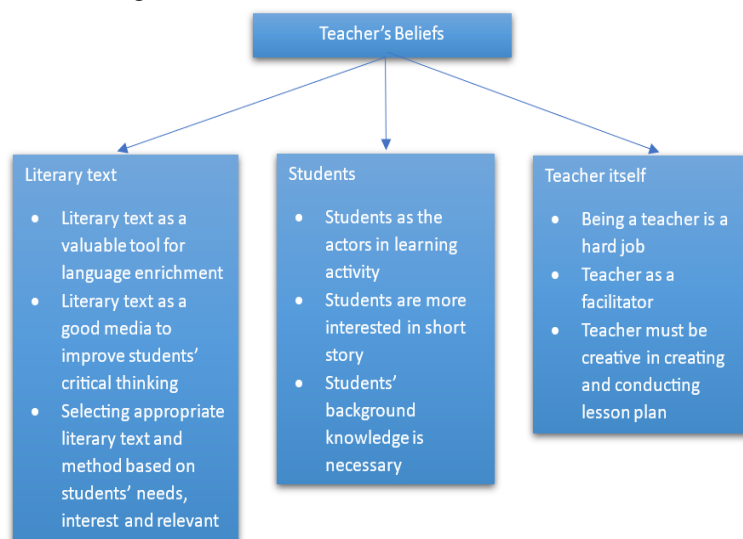 Teacher's Beliefs
Literary text
• Literary text as a
valuable tool for
language enrichment
• Literary text as a
good media to
improve students'
critical thinking
• Selecting appropriate
literary text and
method based on
students' needs,
interest and relevant
Students
• Students as the
actors in learning
activity
• Students are more
interested in short
story
• Students'
background
knowledge is
necessary
Teacher itself
• Being a teacher is a
hard job
• Teacher as a
facilitator
• Teacher must be
creative in creating
and conducting
lesson plan